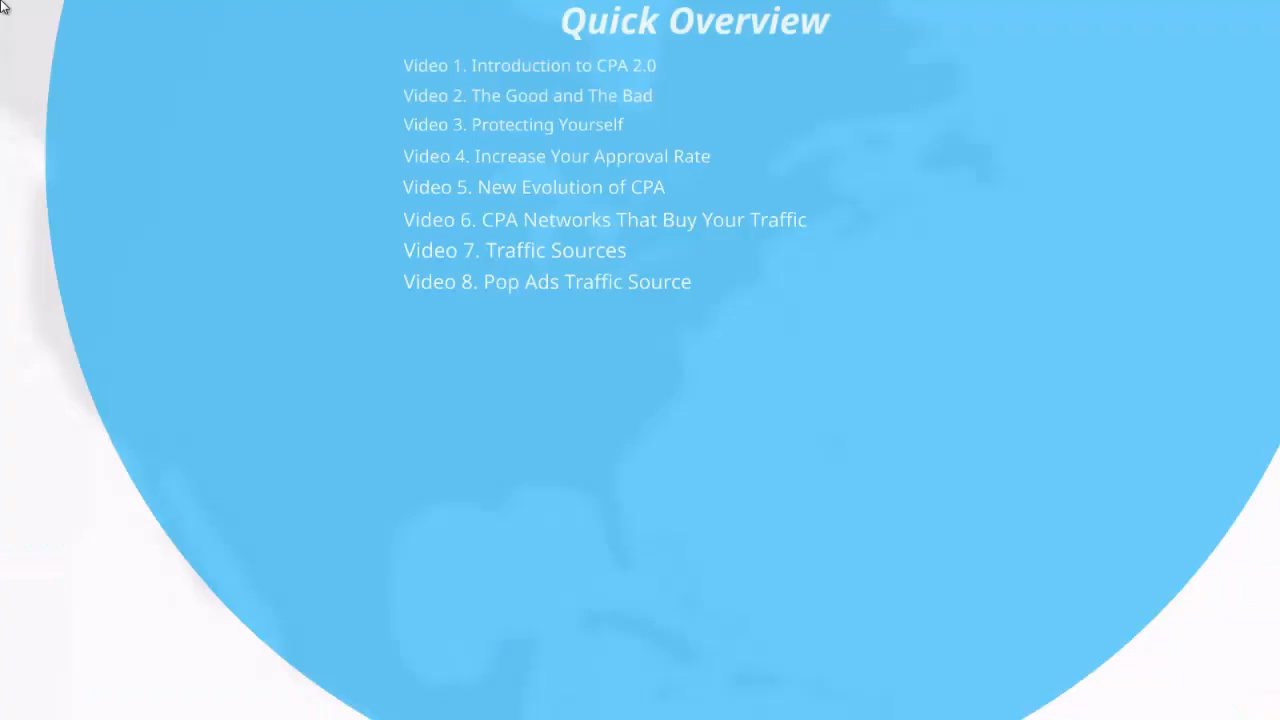 Quick Overview
Video 1. Introduction to CPA 2.0
Video 2. The Good and The Bad
Video 3. Protecting Yourself
Video 4. Increase Your Approval Rate
Video 5. New Evolution of CPA
Video 6. CPA Networks That Buy Your Traffic
Video 7. Traffic Sources
Video 8. Pop Ads Traffic Source